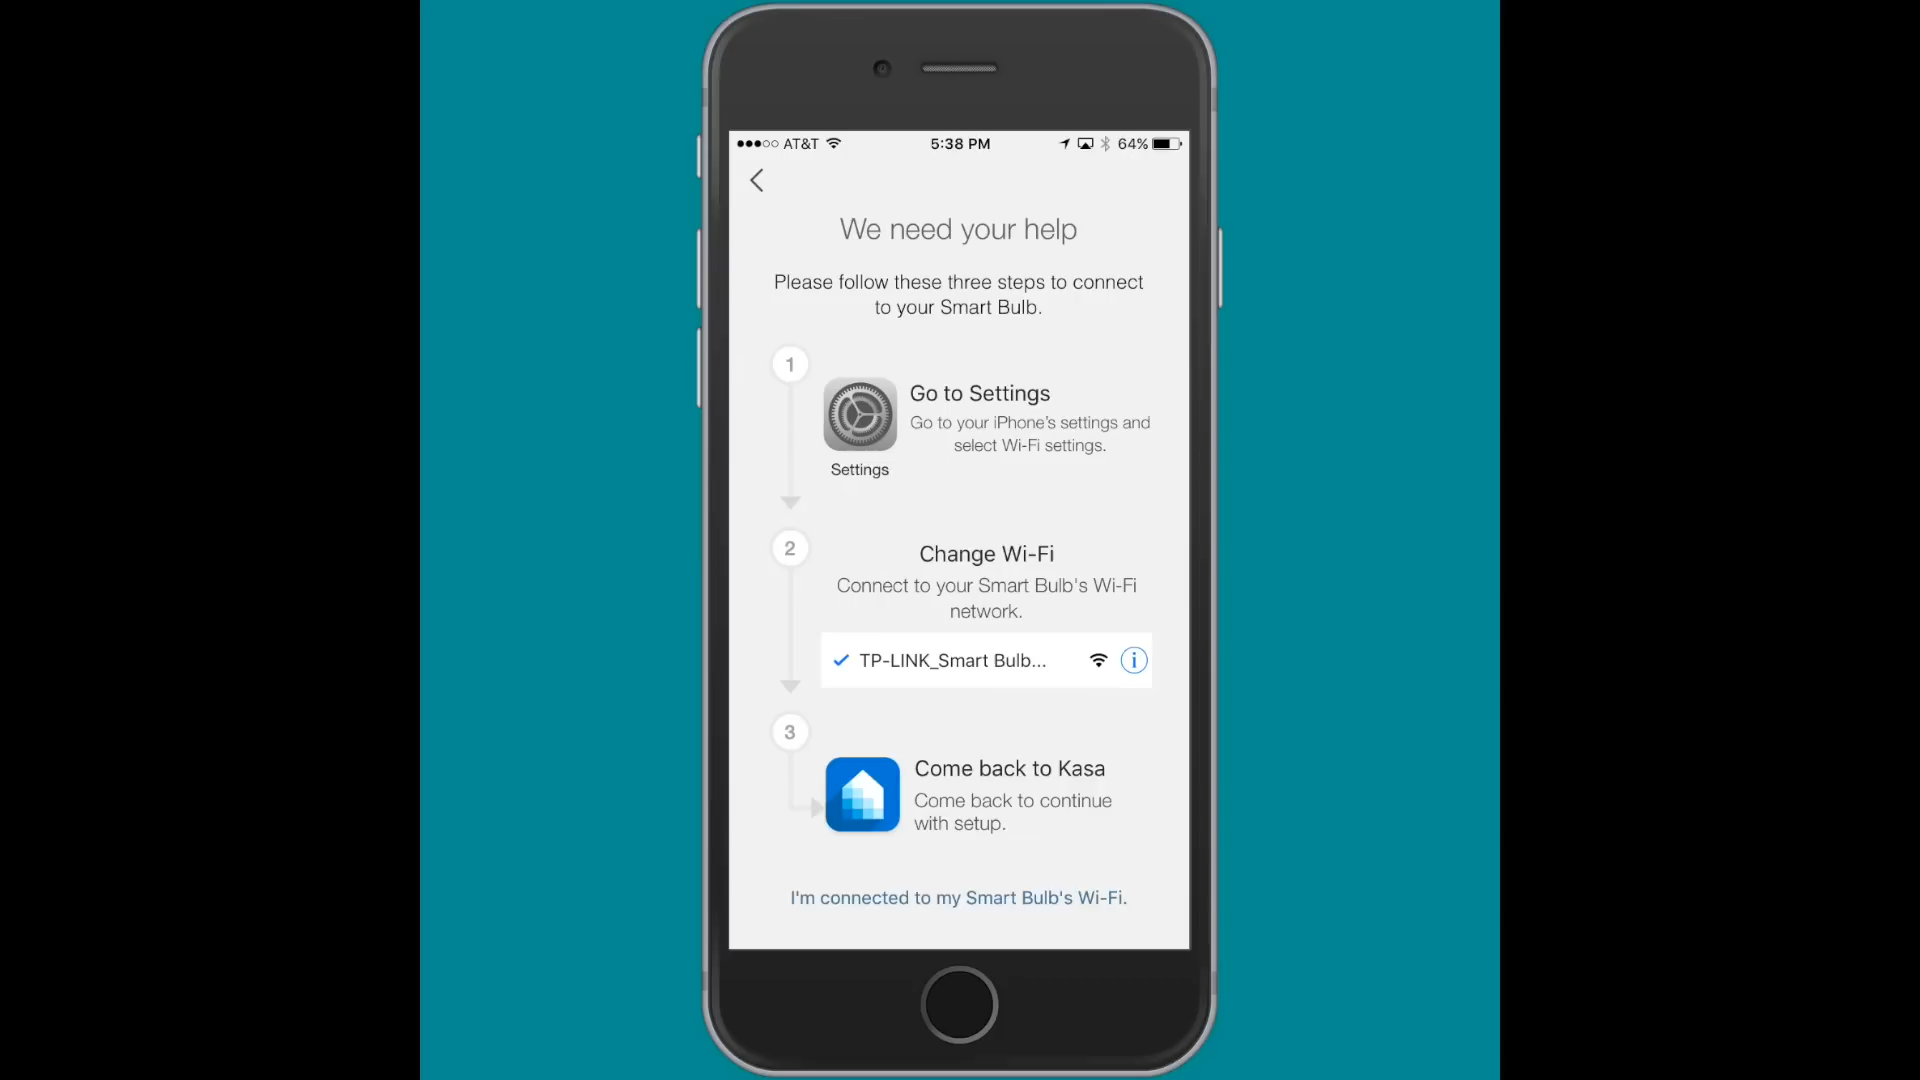 AT&T 5:38 PM 64%
We need your help
Please follow these three steps to connect
to your Smart Bulb.
1
Go to Settings
Go to your iPhone's settings and
select Wi-Fi settings.
Settings
2
Change Wi-Fi
Connect to your Smart Bulb's Wi-Fi
network.
TP-LINK_Smart Bulb...
3
Come back to Kasa
Come back to continue
with setup.
I'm connected to my Smart Bulb's Wi-Fi.